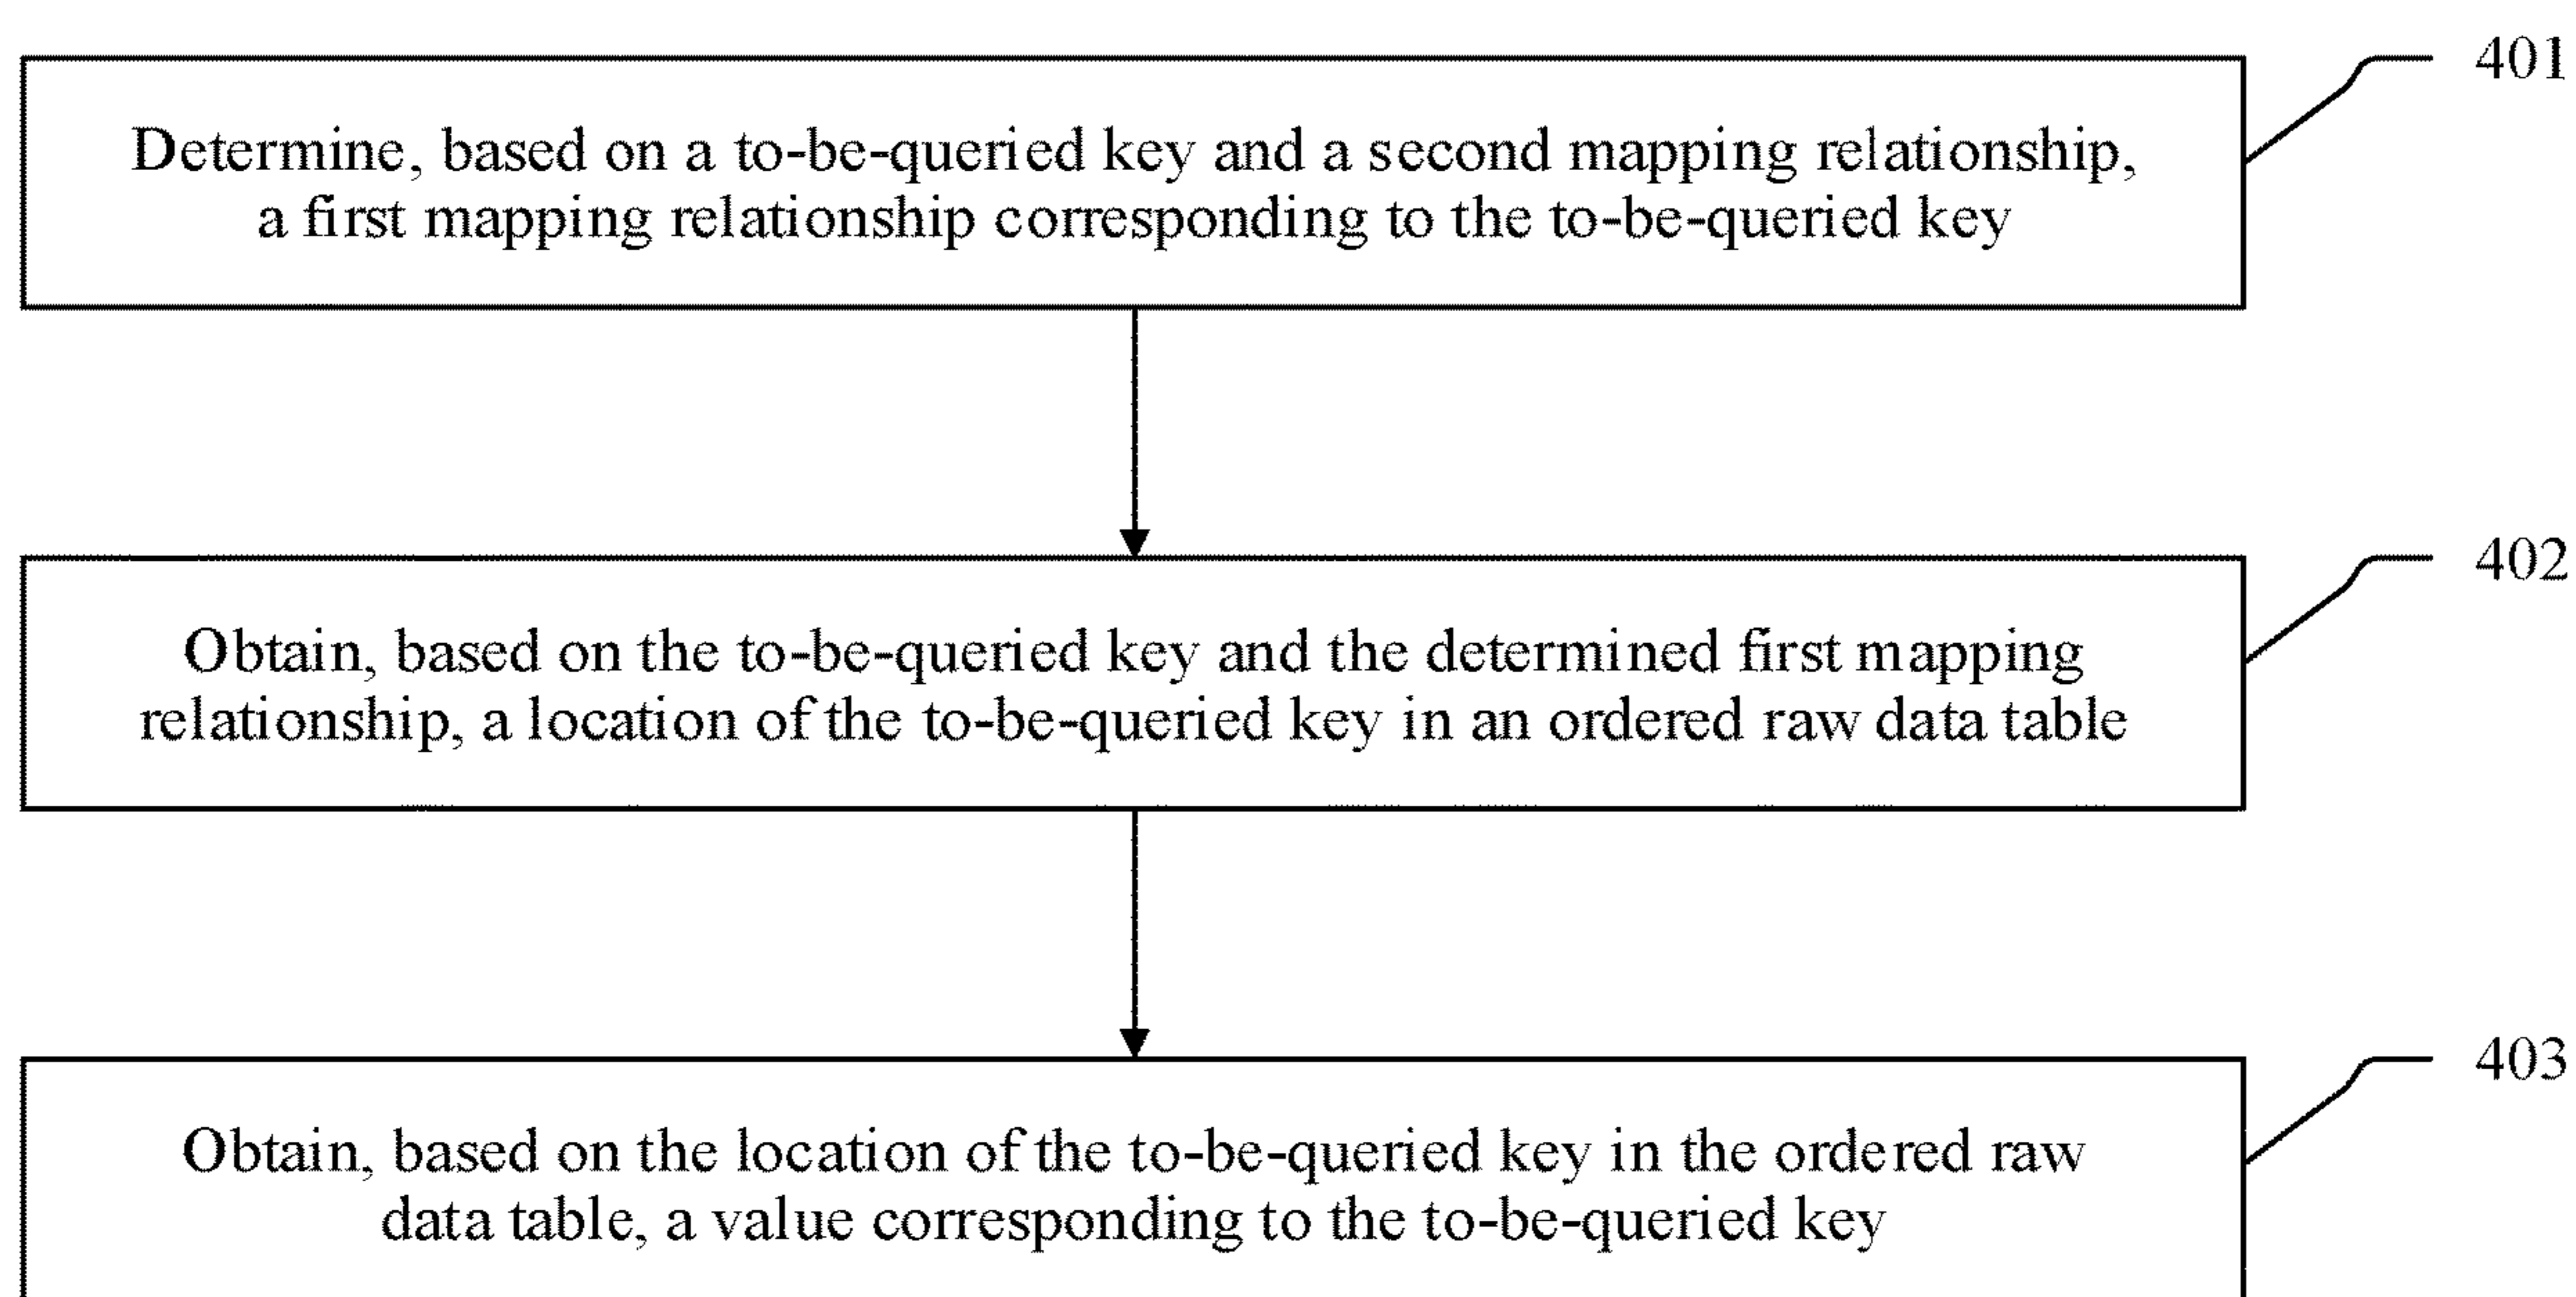 401
Determine, based on a to-be-queried key and a second mapping relationship,
a first mapping relationship corresponding to the to-be-queried key
402
Obtain, based on the to-be-queried key and the determined first mapping
relationship, a location of the to-be-queried key in an ordered raw data table
403
Obtain, based on the location of the to-be-queried key in the ordered raw
data table, a value corresponding to the to-be-queried key